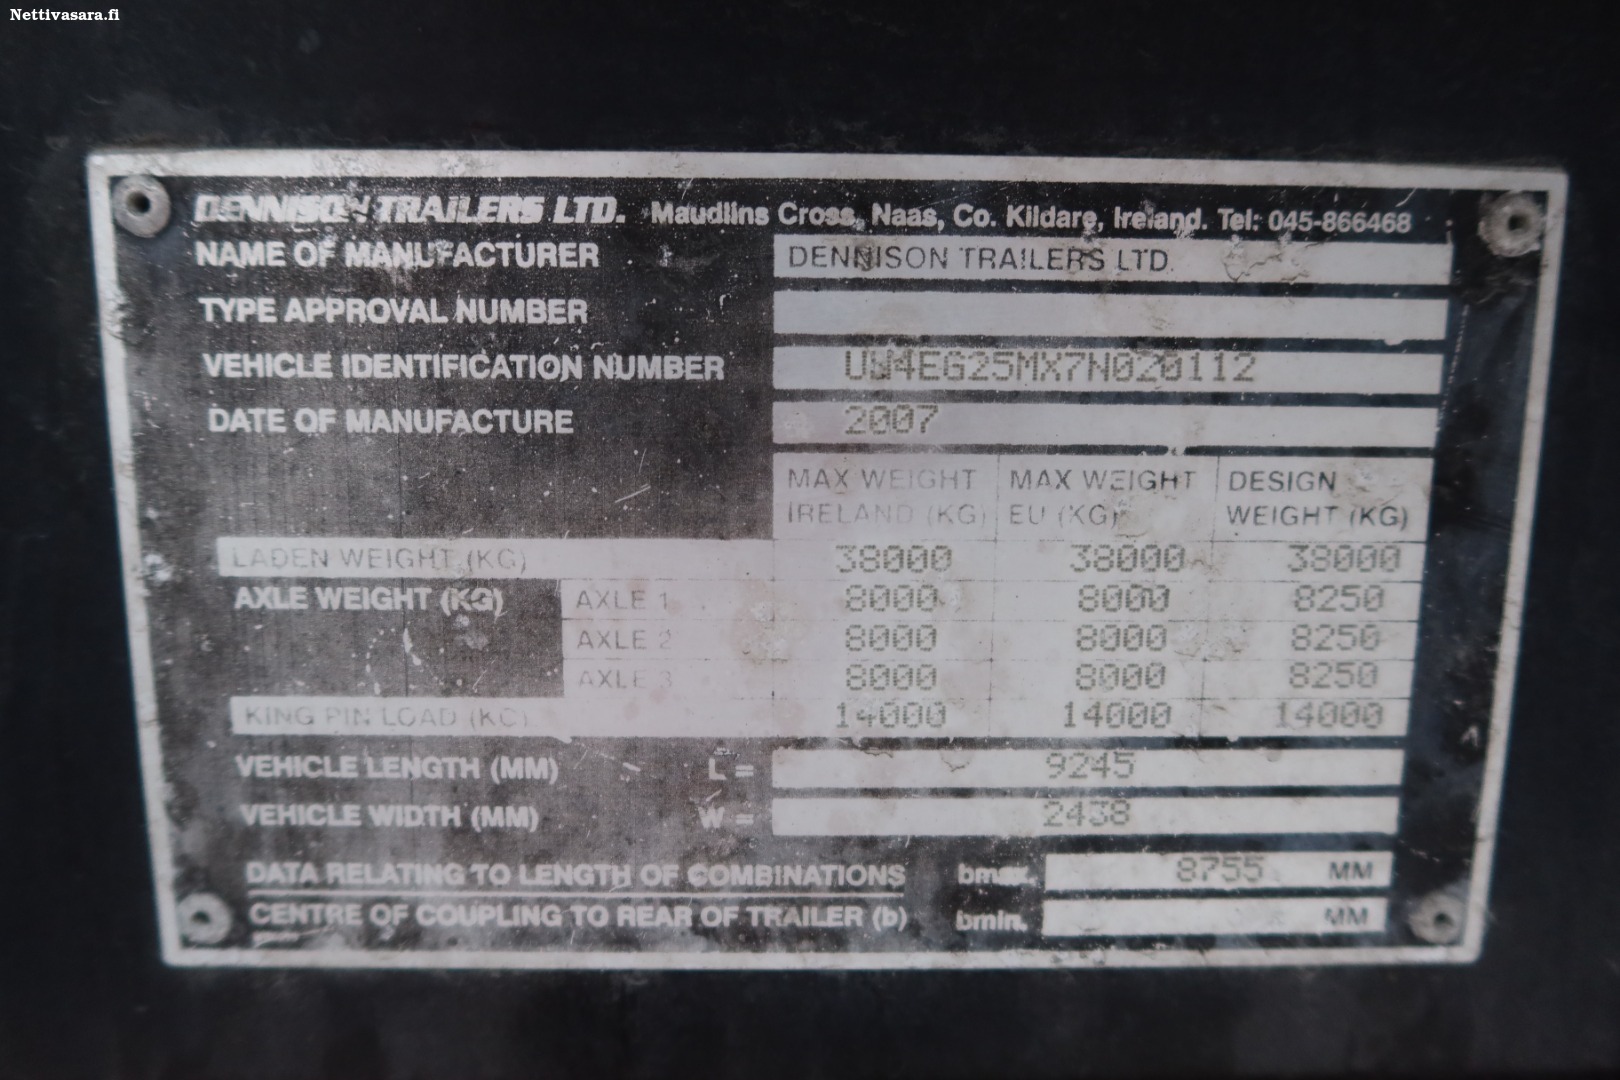 Nettivasara.fi
DENNISON TRAILERS LTD. Maudlins Cross, Naas, Co. Kildare, Ireland. Tel: 045-866468
NAME OF MANUFACTURER DENNISON TRAILERS LTD.
TYPE APPROVAL NUMBER
VEHICLE IDENTIFICATION NUMBER UW4EG25MX7N020112
DATE OF MANUFACTURE 2007
MAX WEIGHT MAX WEIGHT DESIGN
IRELAND (KG) EU (KG) WEIGHT (KG)
LADEN WEIGHT (KG) 38000 38000 38000
AXLE WEIGHT (KG) AXLE 1 8000 8000 8250
AXLE 2 8000 8000 8250
AXLE 3 8000 8000 8250
KING PIN LOAD (KG) 14000 14000 14000
VEHICLE LENGTH (MM) L = 9245
VEHICLE WIDTH (MM) W = 2438
DATA RELATING TO LENGTH OF COMBINATIONS bmax. 8755 MM
CENTRE OF COUPLING TO REAR OF TRAILER (b) bmin. MM